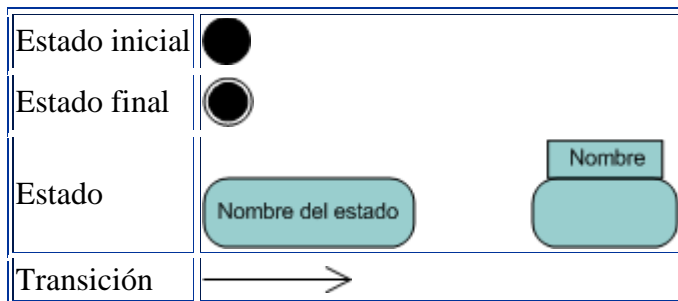 Estado inicial
Estado final
Estado
Nombre del estado
Nombre
Transición